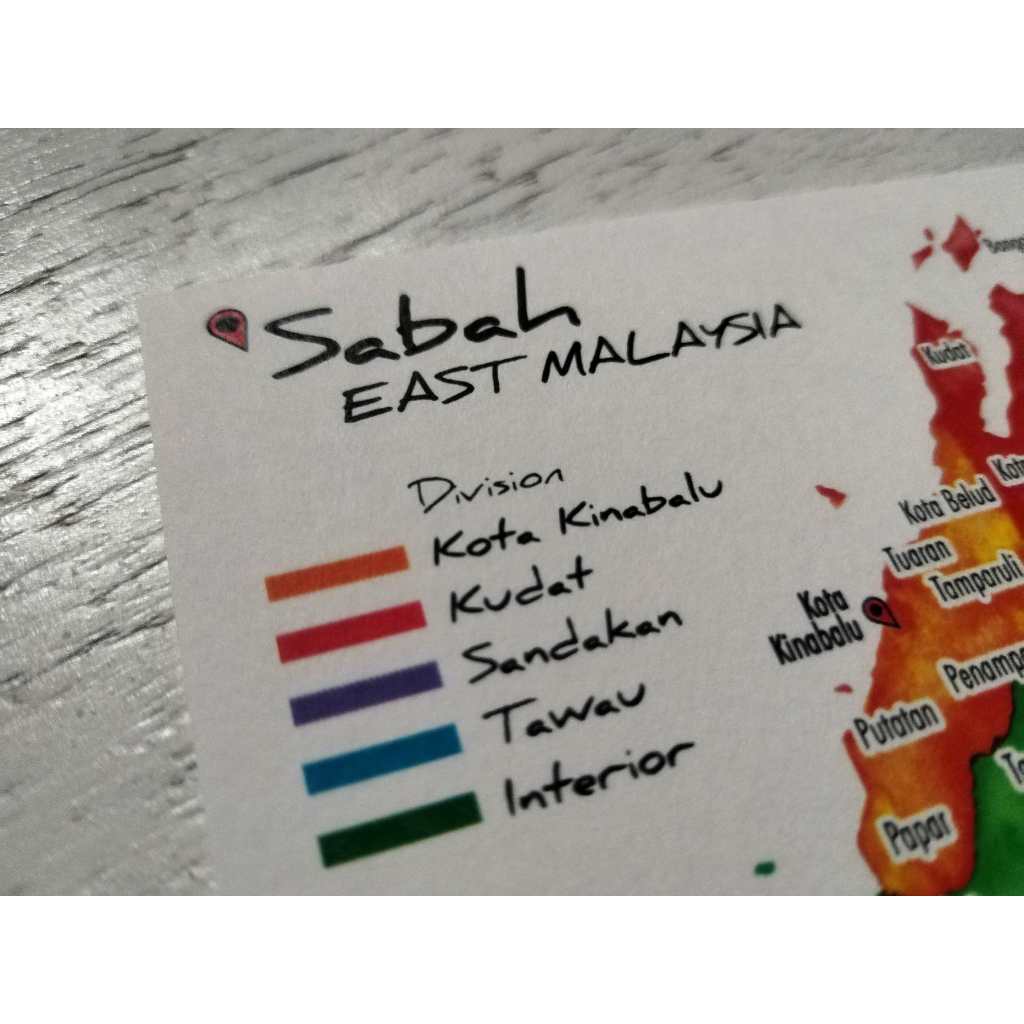 Sabah
EAST MALAYSIA
Division
Kota Kinabalu
Kudat
Sandakan
Tawau
Interior
Kudat
Kota Belud
Tuaran
Tamparuli
Kota
Kinabalu
Putatan
Papar